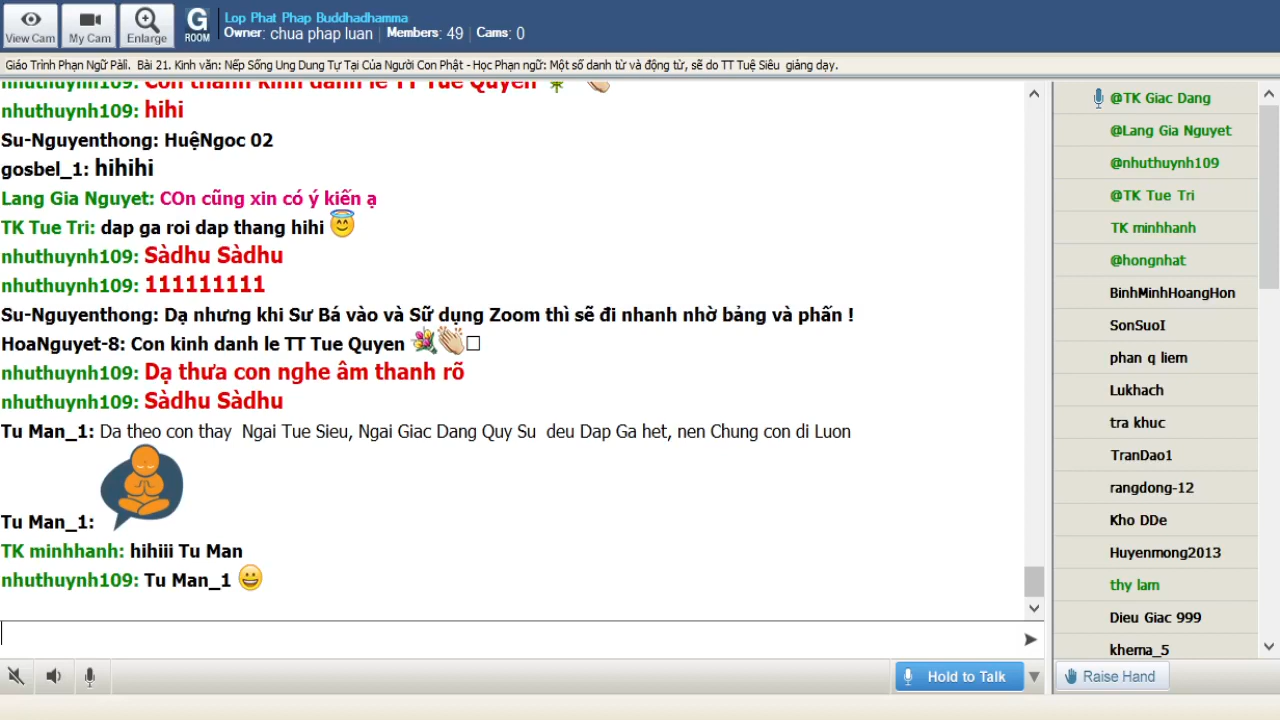 View Cam
My Cam
Enlarge
G
ROOM
Lop Phat Phap Buddhadhamma
Owner: chua phap luan Members: 49 Cams: 0
Giáo Trình Phạn Ngữ Pàli. Bài 21. Kinh văn: Nếp Sống Ung Dung Tự Tại Của Người Con Phật - Học Phạn ngữ: Một số danh từ và động từ, sẽ do TT Tuệ Siêu giảng dạy.
nhuthuynh109: Con thành kính đảnh lễ TT Tuệ Quyền
nhuthuynh109: hihi
Su-Nguyenthong: HuệNgoc 02
gosbel_1: hihihi
Lang Gia Nguyet: COn cũng xin có ý kiến ạ
TK Tue Tri: dap ga roi dap thang hihi
nhuthuynh109: Sàdhu Sàdhu
nhuthuynh109: 111111111
Su-Nguyenthong: Dạ nhưng khi Sư Bá vào và Sữ dụng Zoom thì sẽ đi nhanh nhờ bảng và phấn !
HoaNguyet-8: Con kinh danh le TT Tue Quyen
nhuthuynh109: Dạ thưa con nghe âm thanh rõ
nhuthuynh109: Sàdhu Sàdhu
Tu Man_1: Da theo con thay Ngai Tue Sieu, Ngai Giac Dang Quy Su deu Dap Ga het, nen Chung con di Luon
Tu Man_1:
TK minhhanh: hihiii Tu Man
nhuthuynh109: Tu Man_1
Hold to Talk
@TK Giac Dang
@Lang Gia Nguyet
@nhuthuynh109
@TK Tue Tri
TK minhhanh
@hongnhat
BinhMinhHoangHon
SonSuoI
phan q liem
Lukhach
tra khuc
TranDao1
rangdong-12
Kho DDe
Huyenmong2013
thy lam
Dieu Giac 999
khema_5
Raise Hand